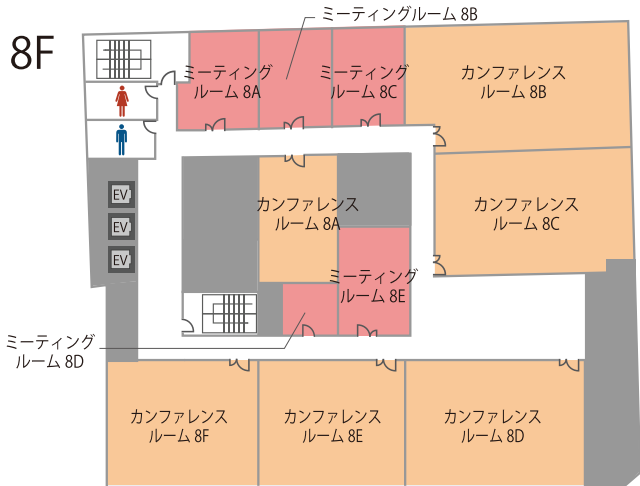 8F
ミーティングルーム 8B
ミーティング
ルーム 8A
ミーティング
ルーム 8C
カンファレンス
ルーム 8B
EV
EV
EV
カンファレンス
ルーム 8A
カンファレンス
ルーム 8C
ミーティング
ルーム 8E
ミーティング
ルーム 8D
カンファレンス
ルーム 8F
カンファレンス
ルーム 8E
カンファレンス
ルーム 8D